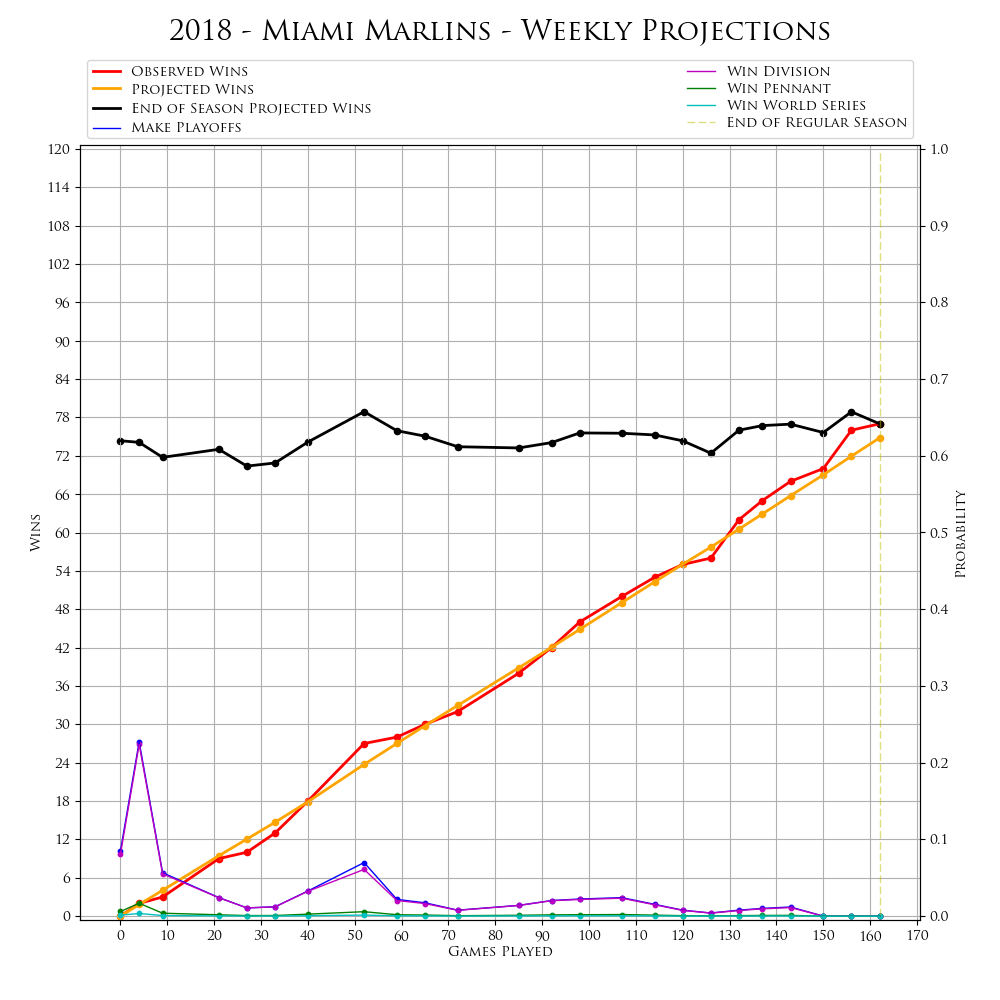 2018 - Miami Marlins - Weekly Projections
Observed Wins
Projected Wins
End of Season Projected Wins
Make Playoffs
Win Division
Win Pennant
Win World Series
End of Regular Season
120
114
108
102
96
90
84
78
72
66
60
54
48
42
36
30
24
18
12
6
0
Wins
1.0
0.9
0.8
0.7
0.6
0.5
0.4
0.3
0.2
0.1
0.0
Probability
0 10 20 30 40 50 60 70 80 90 100 110 120 130 140 150 160 170
Games Played